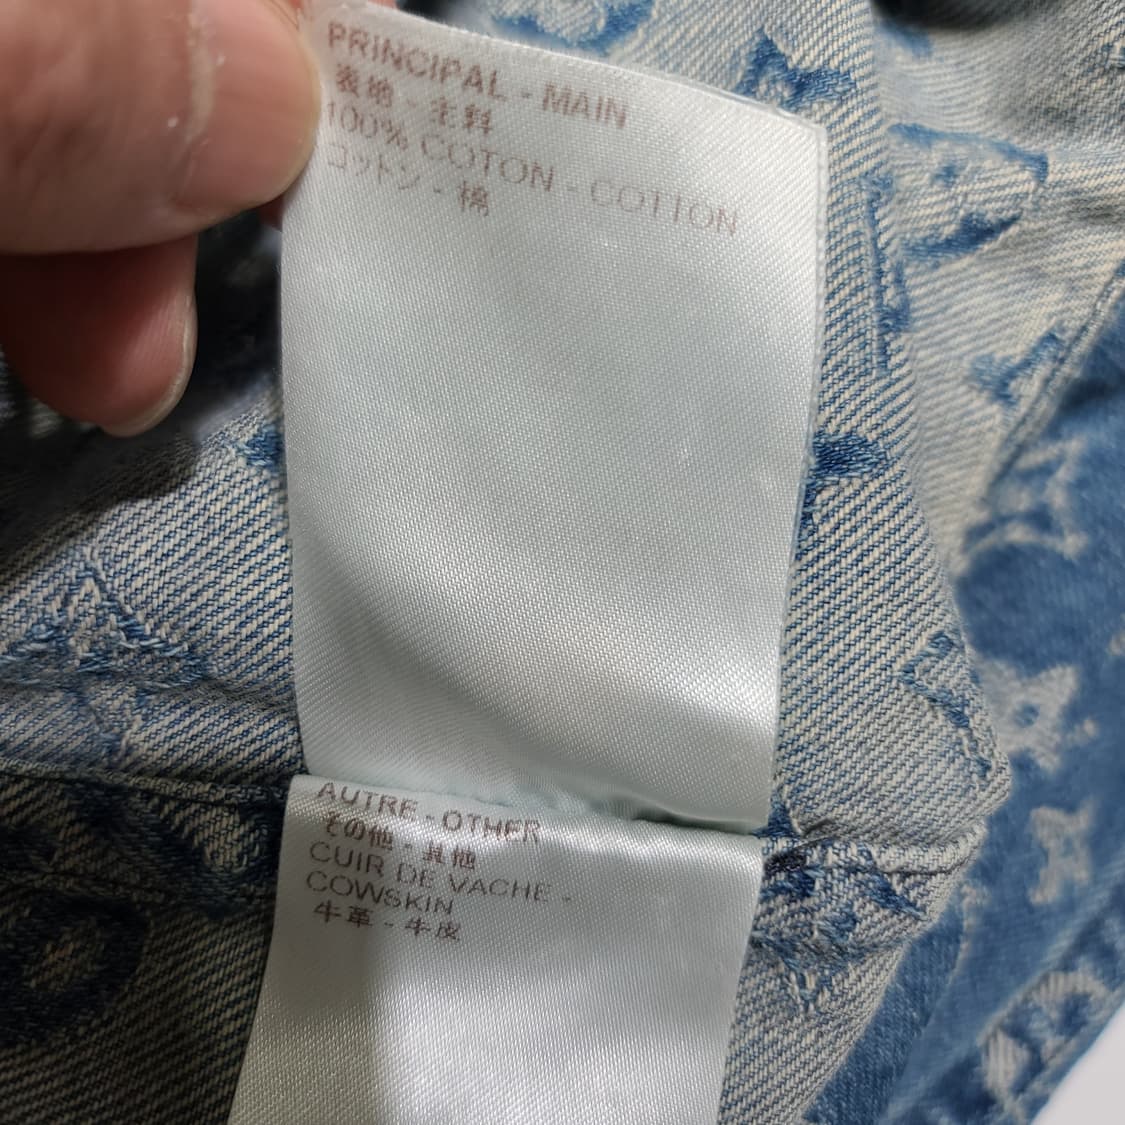 PRINCIPAL - MAIN
表地 - 主料
100% COTON - COTTON
コットン - 棉
AUTRE - OTHER
その他 - 其他
CUIR DE VACHE -
COWSKIN
牛革 - 牛皮